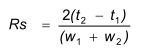 Rs = 2(t₂ − t₁)
(w₁ + w₂)